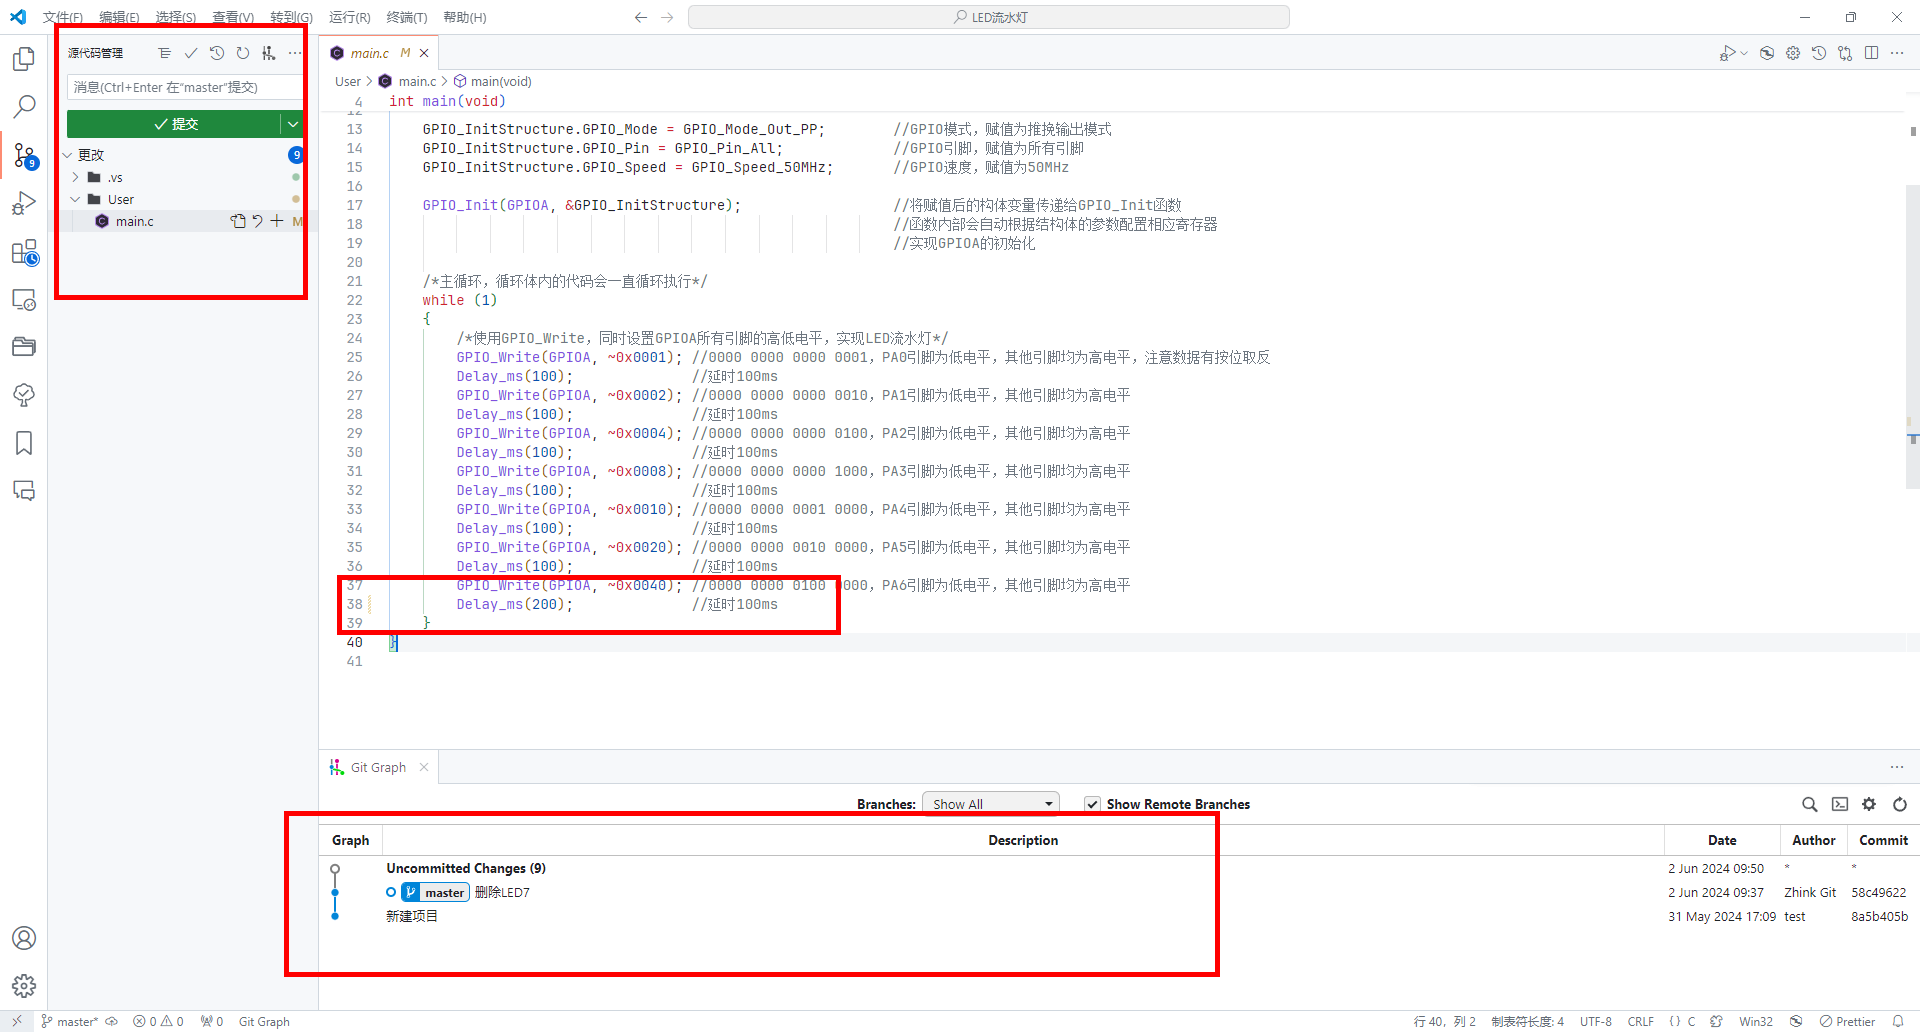 文件(F) 编辑(E) 选择(S) 查看(V) 转到(G) 运行(R) 终端(T) 帮助(H)
LED流水灯
源代码管理
消息(Ctrl+Enter 在"master"提交)
提交
更改 9
.vs
User
main.c M
9
main.c M
User > main.c > main(void)
4 int main(void)
12
13 GPIO_InitStructure.GPIO_Mode = GPIO_Mode_Out_PP; //GPIO模式，赋值为推挽输出模式
14 GPIO_InitStructure.GPIO_Pin = GPIO_Pin_All; //GPIO引脚，赋值为所有引脚
15 GPIO_InitStructure.GPIO_Speed = GPIO_Speed_50MHz; //GPIO速度，赋值为50MHz
16
17 GPIO_Init(GPIOA, &GPIO_InitStructure); //将赋值后的构体变量传递给GPIO_Init函数
18 //函数内部会自动根据结构体的参数配置相应寄存器
19 //实现GPIOA的初始化
20
21 /*主循环，循环体内的代码会一直循环执行*/
22 while (1)
23 {
24 /*使用GPIO_Write，同时设置GPIOA所有引脚的高低电平，实现LED流水灯*/
25 GPIO_Write(GPIOA, ~0x0001); //0000 0000 0000 0001，PA0引脚为低电平，其他引脚均为高电平，注意数据有按位取反
26 Delay_ms(100); //延时100ms
27 GPIO_Write(GPIOA, ~0x0002); //0000 0000 0000 0010，PA1引脚为低电平，其他引脚均为高电平
28 Delay_ms(100); //延时100ms
29 GPIO_Write(GPIOA, ~0x0004); //0000 0000 0000 0100，PA2引脚为低电平，其他引脚均为高电平
30 Delay_ms(100); //延时100ms
31 GPIO_Write(GPIOA, ~0x0008); //0000 0000 0000 1000，PA3引脚为低电平，其他引脚均为高电平
32 Delay_ms(100); //延时100ms
33 GPIO_Write(GPIOA, ~0x0010); //0000 0000 0001 0000，PA4引脚为低电平，其他引脚均为高电平
34 Delay_ms(100); //延时100ms
35 GPIO_Write(GPIOA, ~0x0020); //0000 0000 0010 0000，PA5引脚为低电平，其他引脚均为高电平
36 Delay_ms(100); //延时100ms
37 GPIO_Write(GPIOA, ~0x0040); //0000 0000 0100 0000，PA6引脚为低电平，其他引脚均为高电平
38 Delay_ms(200); //延时100ms
39 }
40 }
41
Git Graph
Branches: Show All Show Remote Branches
Graph Description Date Author Commit
Uncommitted Changes (9) 2 Jun 2024 09:50 * *
master 删除LED7 2 Jun 2024 09:37 Zhink Git 58c49622
新建项目 31 May 2024 17:09 test 8a5b405b
master* 0 0 0 Git Graph 行 40，列 2 制表符长度: 4 UTF-8 CRLF { } C Win32 Prettier